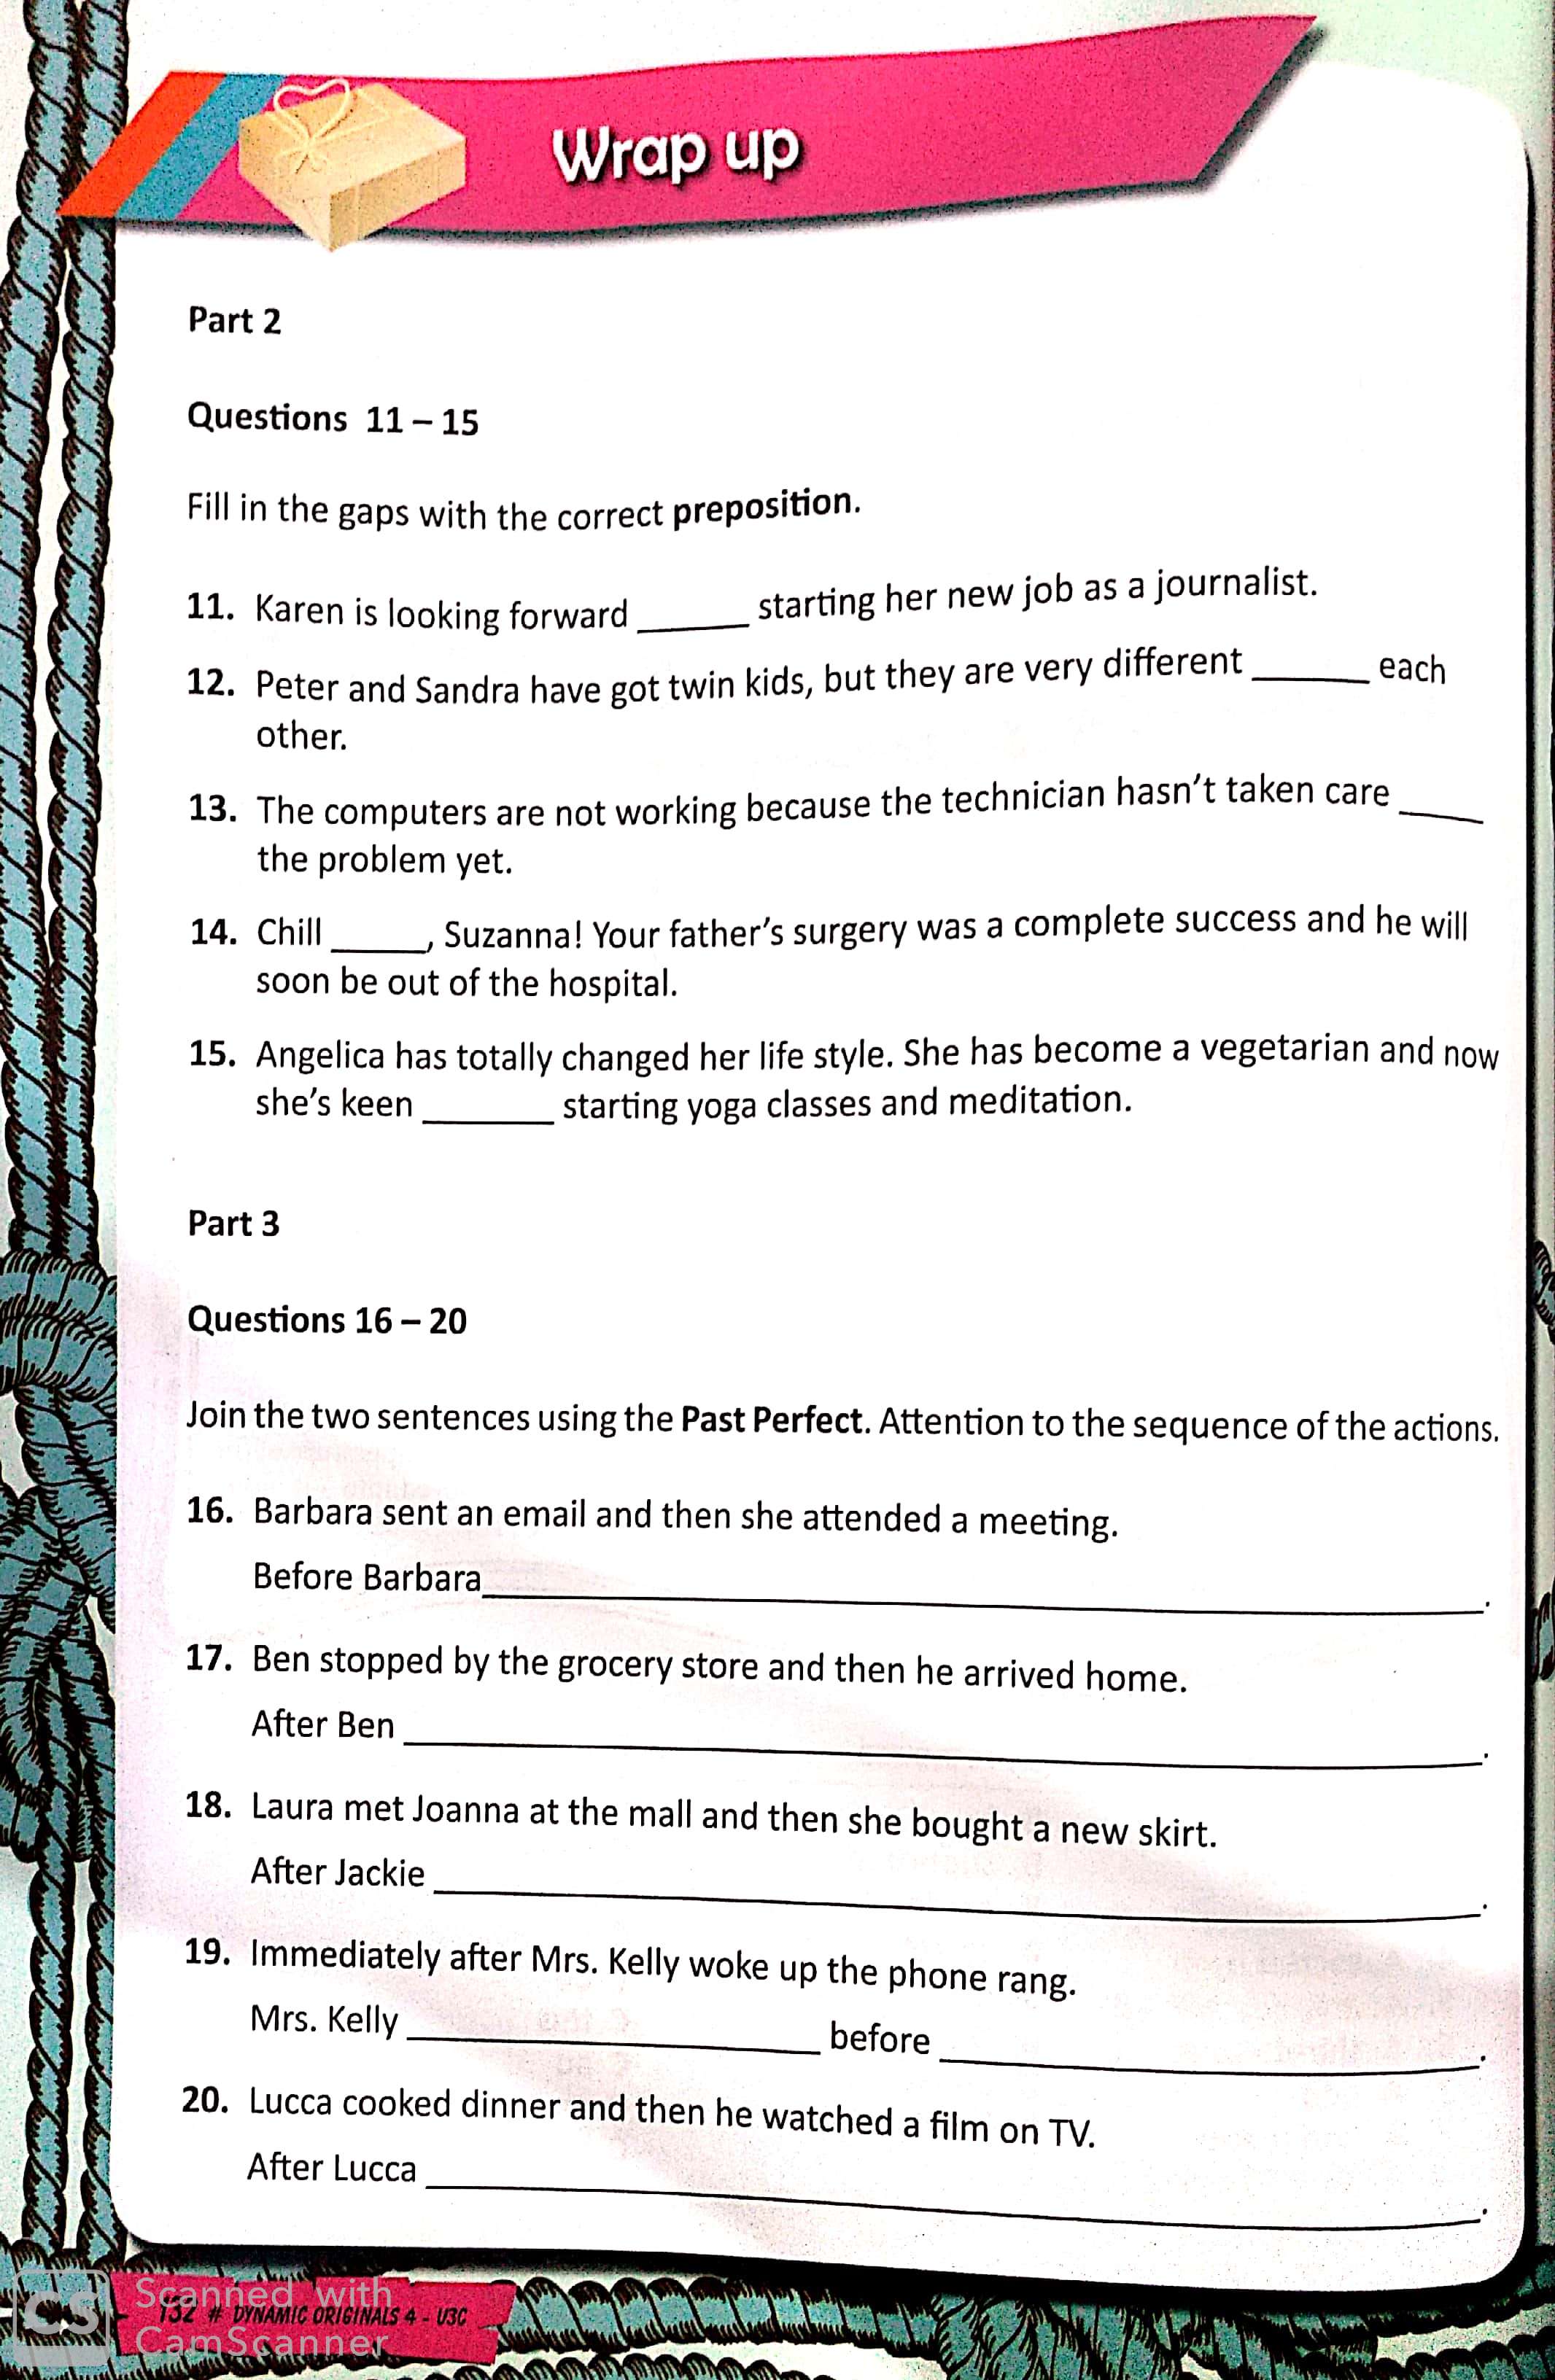 Wrap up
Part 2
Questions 11 – 15
Fill in the gaps with the correct preposition.
11. Karen is looking forward ______ starting her new job as a journalist.
12. Peter and Sandra have got twin kids, but they are very different ______ each
other.
13. The computers are not working because the technician hasn't taken care ____
the problem yet.
14. Chill _____, Suzanna! Your father's surgery was a complete success and he will
soon be out of the hospital.
15. Angelica has totally changed her life style. She has become a vegetarian and now
she's keen _______ starting yoga classes and meditation.
Part 3
Questions 16 – 20
Join the two sentences using the Past Perfect. Attention to the sequence of the actions.
16. Barbara sent an email and then she attended a meeting.
Before Barbara______________________________.
17. Ben stopped by the grocery store and then he arrived home.
After Ben ______________________________.
18. Laura met Joanna at the mall and then she bought a new skirt.
After Jackie ______________________________.
19. Immediately after Mrs. Kelly woke up the phone rang.
Mrs. Kelly _______________ before ____________________.
20. Lucca cooked dinner and then he watched a film on TV.
After Lucca ______________________________.
132 # DYNAMIC ORIGINALS 4 - U3C
CS
Scanned with
CamScanner